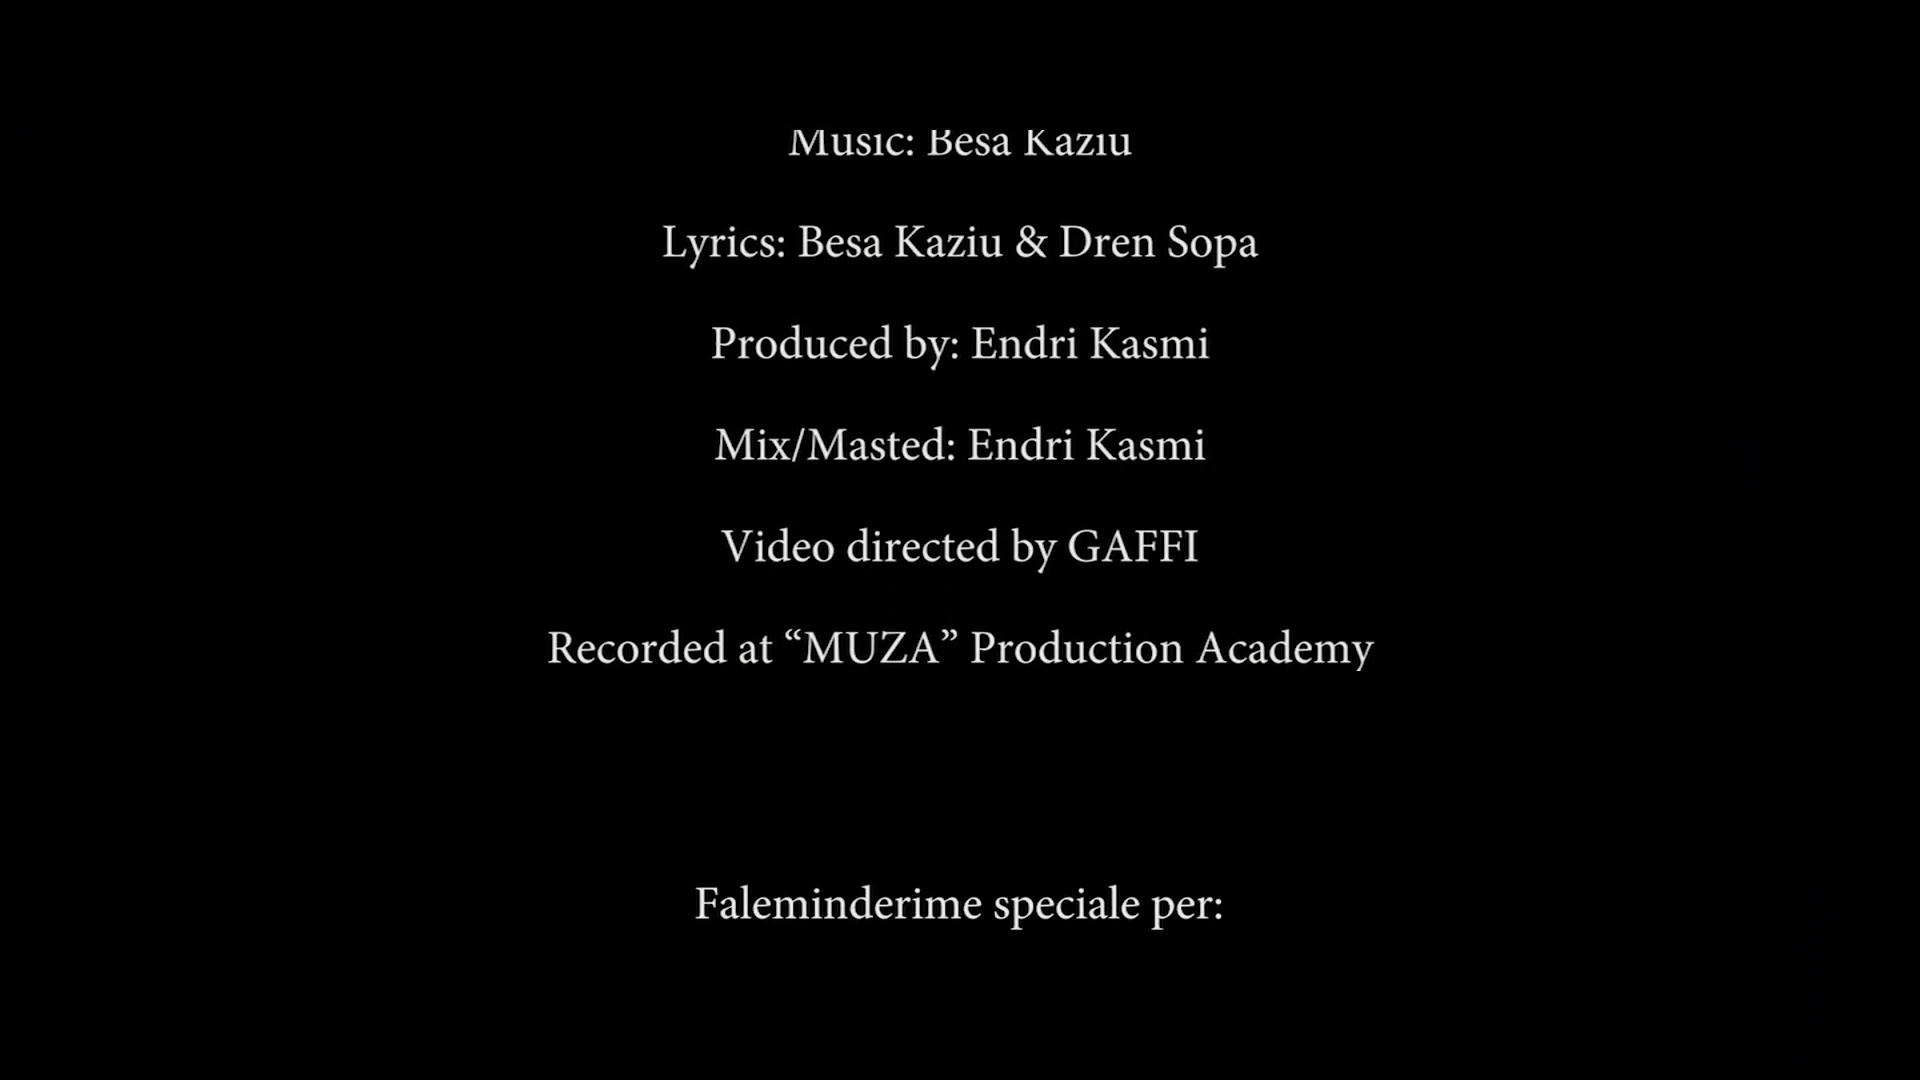 Music: Besa Kaziu
Lyrics: Besa Kaziu & Dren Sopa
Produced by: Endri Kasmi
Mix/Masted: Endri Kasmi
Video directed by GAFFI
Recorded at “MUZA” Production Academy
Faleminderime speciale per: